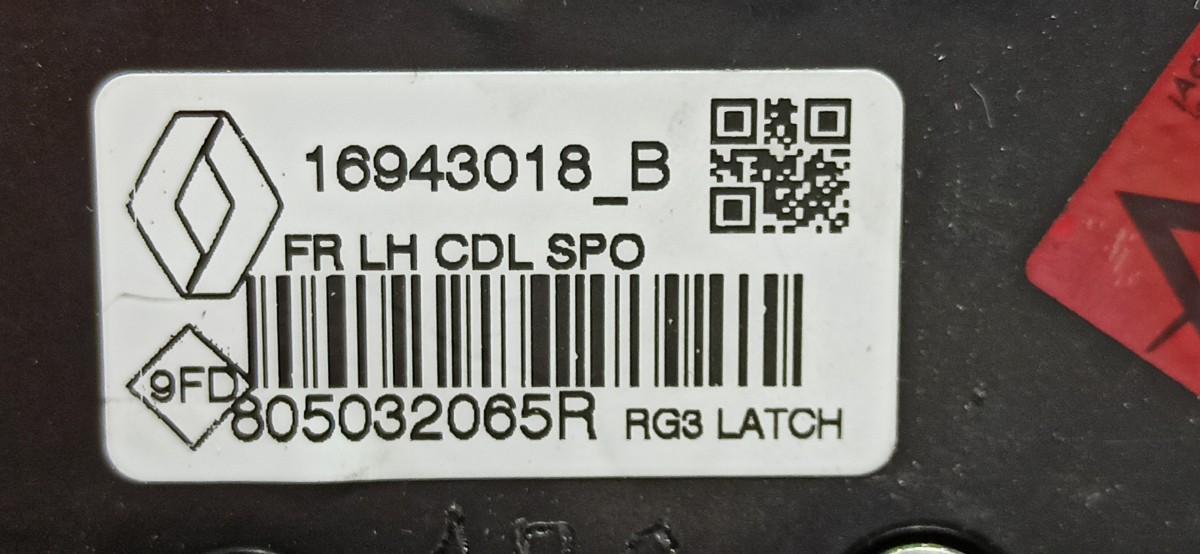 16943018_B
FR LH CDL SPO
9FD
805032065R RG3 LATCH